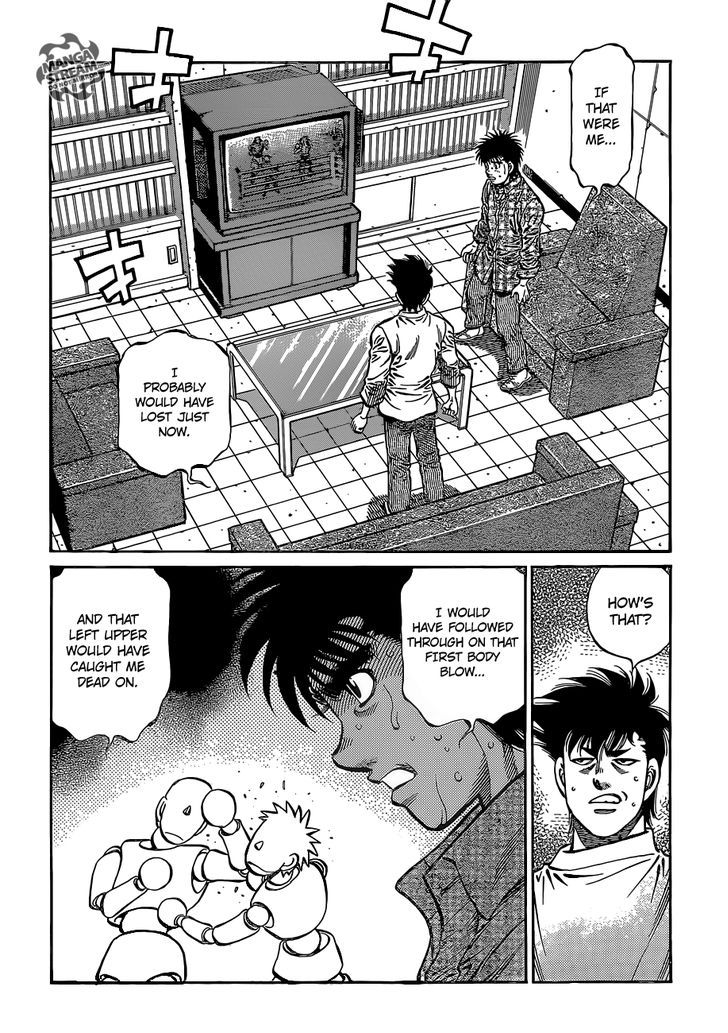 MANGA
STREAM
IF
THAT
WERE
ME...
I
PROBABLY
WOULD HAVE
LOST JUST
NOW.
HOW'S
THAT?
I WOULD
HAVE FOLLOWED
THROUGH ON THAT
FIRST BODY
BLOW...
AND THAT
LEFT UPPER
WOULD HAVE
CAUGHT ME
DEAD ON.